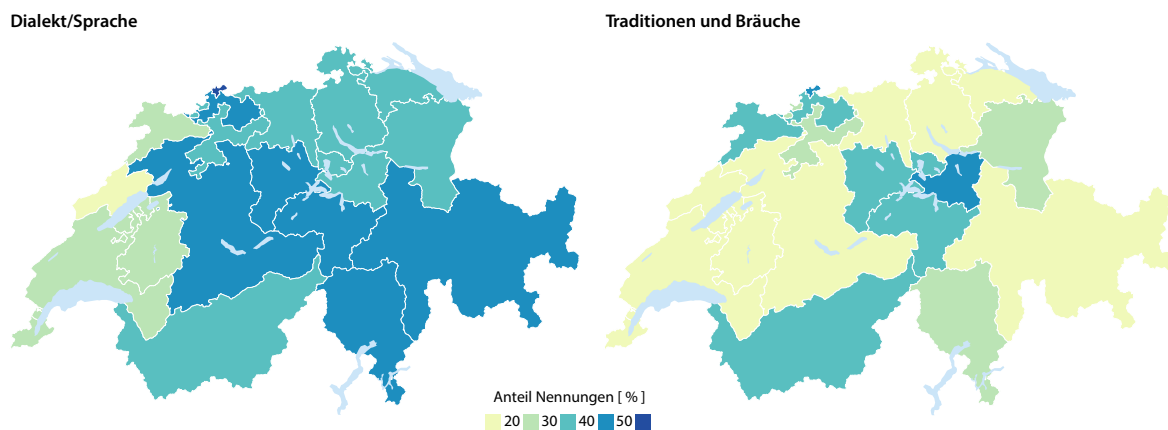 Dialekt/Sprache
Traditionen und Bräuche
Anteil Nennungen [ % ]
20 30 40 50